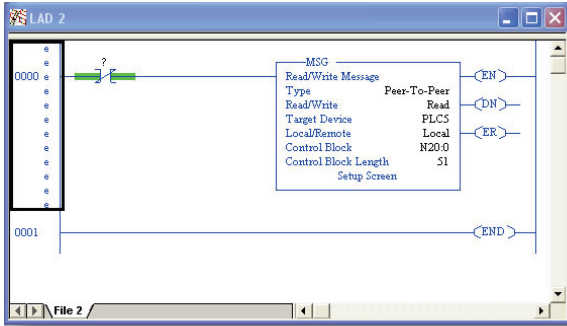 LAD 2
e
e
?
MSG
0000 e
Read/Write Message
EN
e
Type Peer-To-Peer
e
Read/Write Read
DN
e
Target Device PLC5
e
Local/Remote Local
ER
e
Control Block N20:0
e
Control Block Length 51
e
Setup Screen
e
e
e
0001
END
File 2